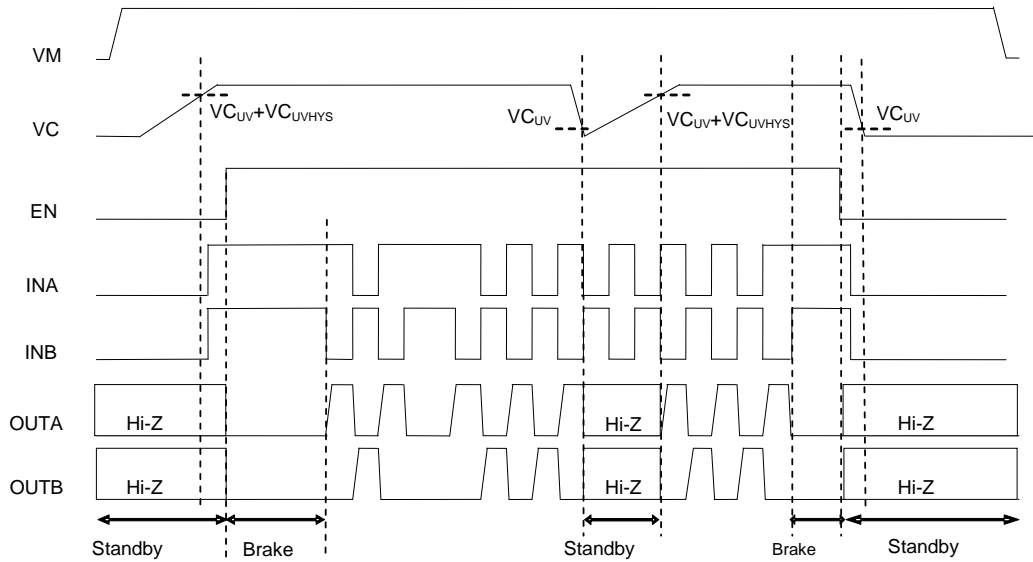 VM
VC
VCUV+VCUVHYS
VCUV
VCUV+VCUVHYS
VCUV
EN
INA
INB
OUTA
Hi-Z
Hi-Z
Hi-Z
OUTB
Hi-Z
Hi-Z
Hi-Z
Standby
Brake
Standby
Brake
Standby